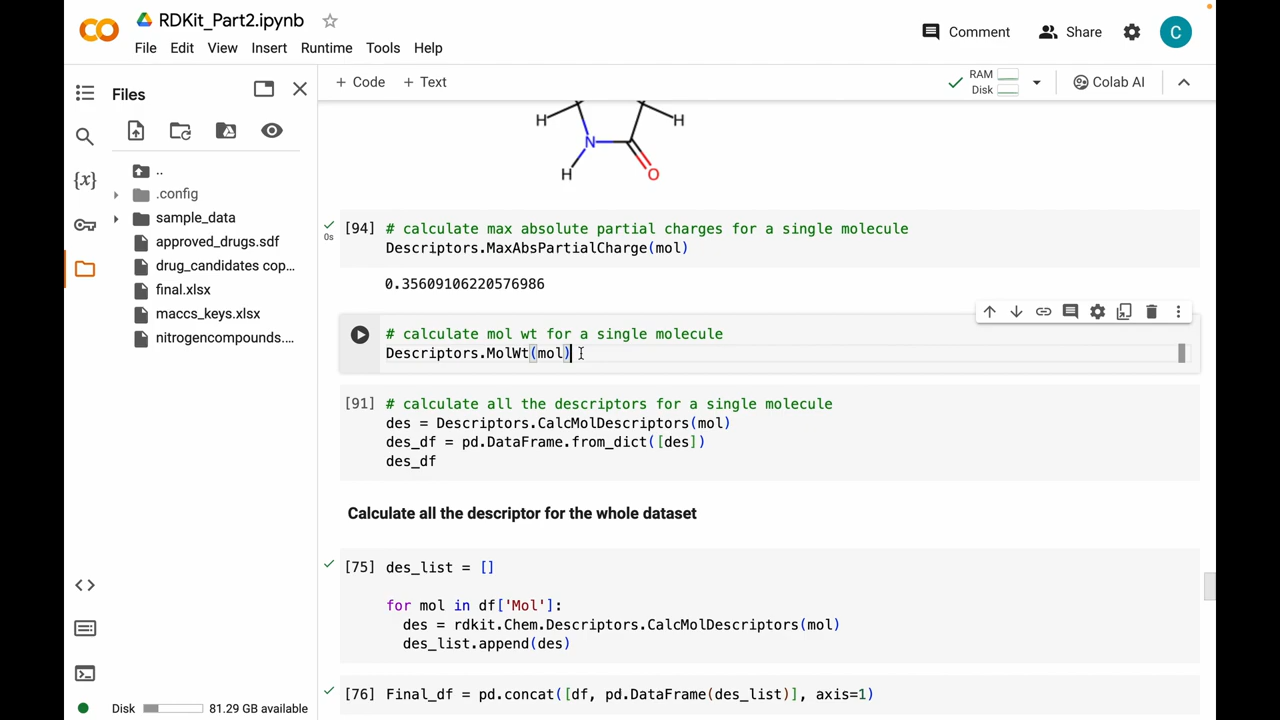 RDKit_Part2.ipynb
File Edit View Insert Runtime Tools Help
Comment
Share
C
Files
+ Code + Text
RAM
Disk
Colab AI
{x}
..
.config
sample_data
approved_drugs.sdf
drug_candidates cop...
final.xlsx
maccs_keys.xlsx
nitrogencompounds....
H
H
N
H
O
[94] # calculate max absolute partial charges for a single molecule
0s
Descriptors.MaxAbsPartialCharge(mol)
0.35609106220576986
# calculate mol wt for a single molecule
Descriptors.MolWt(mol)
[91] # calculate all the descriptors for a single molecule
des = Descriptors.CalcMolDescriptors(mol)
des_df = pd.DataFrame.from_dict([des])
des_df
Calculate all the descriptor for the whole dataset
[75] des_list = []
for mol in df['Mol']:
des = rdkit.Chem.Descriptors.CalcMolDescriptors(mol)
des_list.append(des)
[76] Final_df = pd.concat([df, pd.DataFrame(des_list)], axis=1)
Disk 81.29 GB available